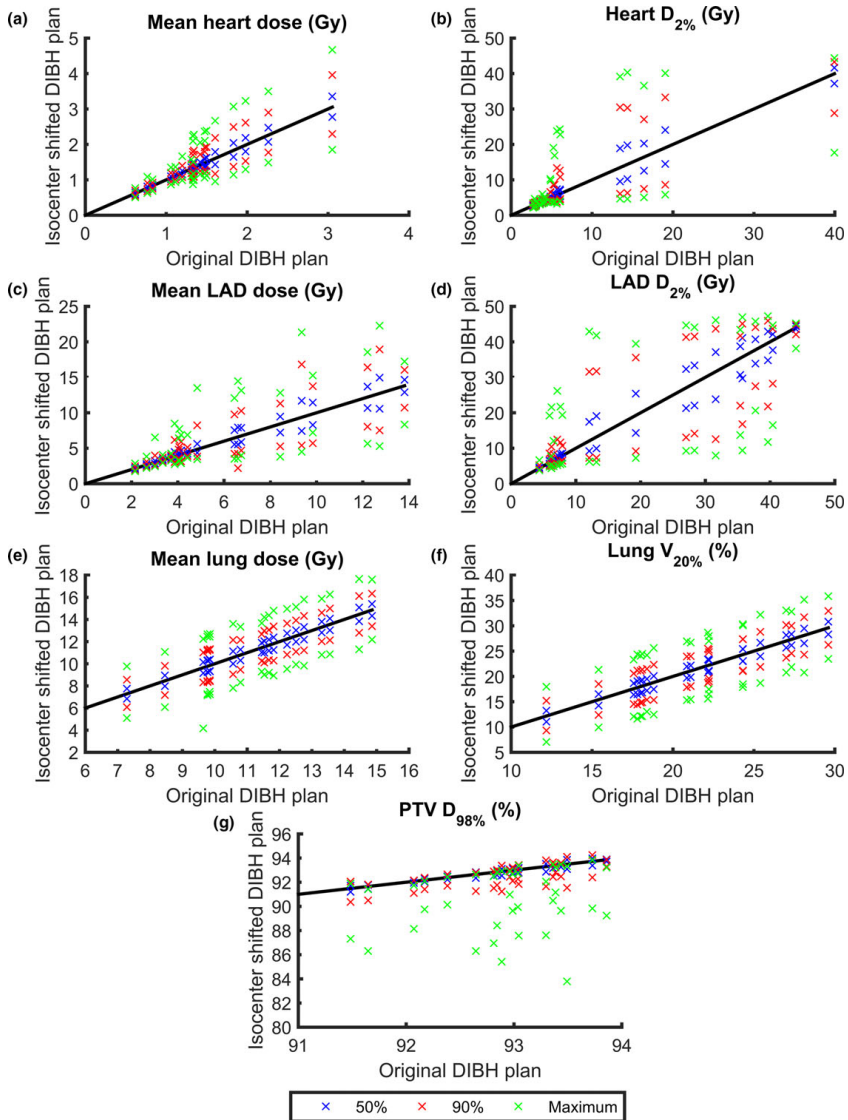 (a) Mean heart dose (Gy)
Isocenter shifted DIBH plan
5
4
3
2
1
0
0 1 2 3 4
Original DIBH plan
(b) Heart D2% (Gy)
Isocenter shifted DIBH plan
50
40
30
20
10
0
0 10 20 30 40
Original DIBH plan
(c) Mean LAD dose (Gy)
Isocenter shifted DIBH plan
25
20
15
10
5
0
0 2 4 6 8 10 12 14
Original DIBH plan
(d) LAD D2% (Gy)
Isocenter shifted DIBH plan
50
40
30
20
10
0
0 10 20 30 40 50
Original DIBH plan
(e) Mean lung dose (Gy)
Isocenter shifted DIBH plan
18
16
14
12
10
8
6
4
2
6 7 8 9 10 11 12 13 14 15 16
Original DIBH plan
(f) Lung V20% (%)
Isocenter shifted DIBH plan
40
35
30
25
20
15
10
5
10 15 20 25 30
Original DIBH plan
(g) PTV D98% (%)
Isocenter shifted DIBH plan
96
94
92
90
88
86
84
82
80
91 92 93 94
Original DIBH plan
50% 90% Maximum